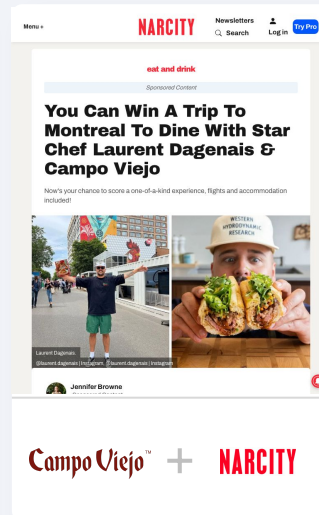 Menu +
NARCITY
Newsletters
Search
Log in
Try Pro
eat and drink
Sponsored Content
You Can Win A Trip To
Montreal To Dine With Star
Chef Laurent Dagenais &
Campo Viejo
Now's your chance to score a one-of-a-kind experience, flights and accommodation
included!
WESTERN
HYDRODYNAMIC
RESEARCH
Laurent Dagenais.
@laurent.dagenais | Instagram, @laurent.dagenais | Instagram
Jennifer Browne
Campo Viejo™ + NARCITY